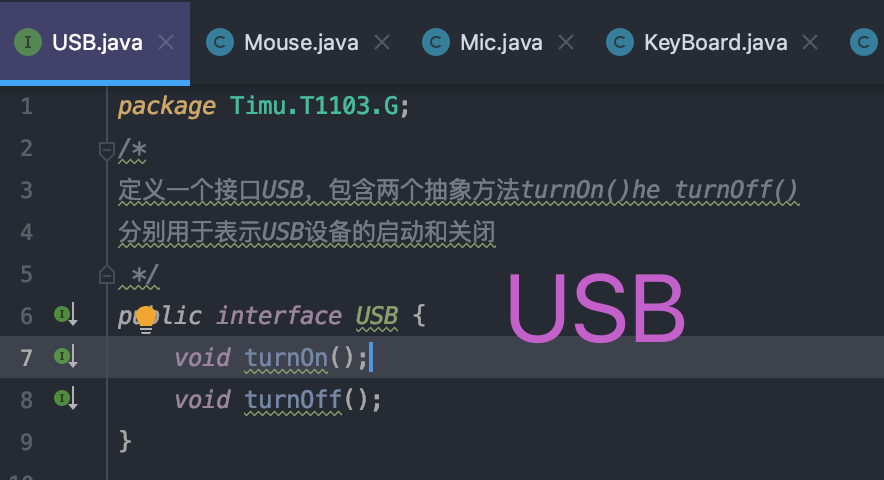 USB.java
Mouse.java
Mic.java
KeyBoard.java
1 package Timu.T1103.G;
2 /*
3 定义一个接口USB，包含两个抽象方法turnOn()he turnOff()
4 分别用于表示USB设备的启动和关闭
5 */
6 public interface USB {
USB
7 void turnOn();
8 void turnOff();
9 }